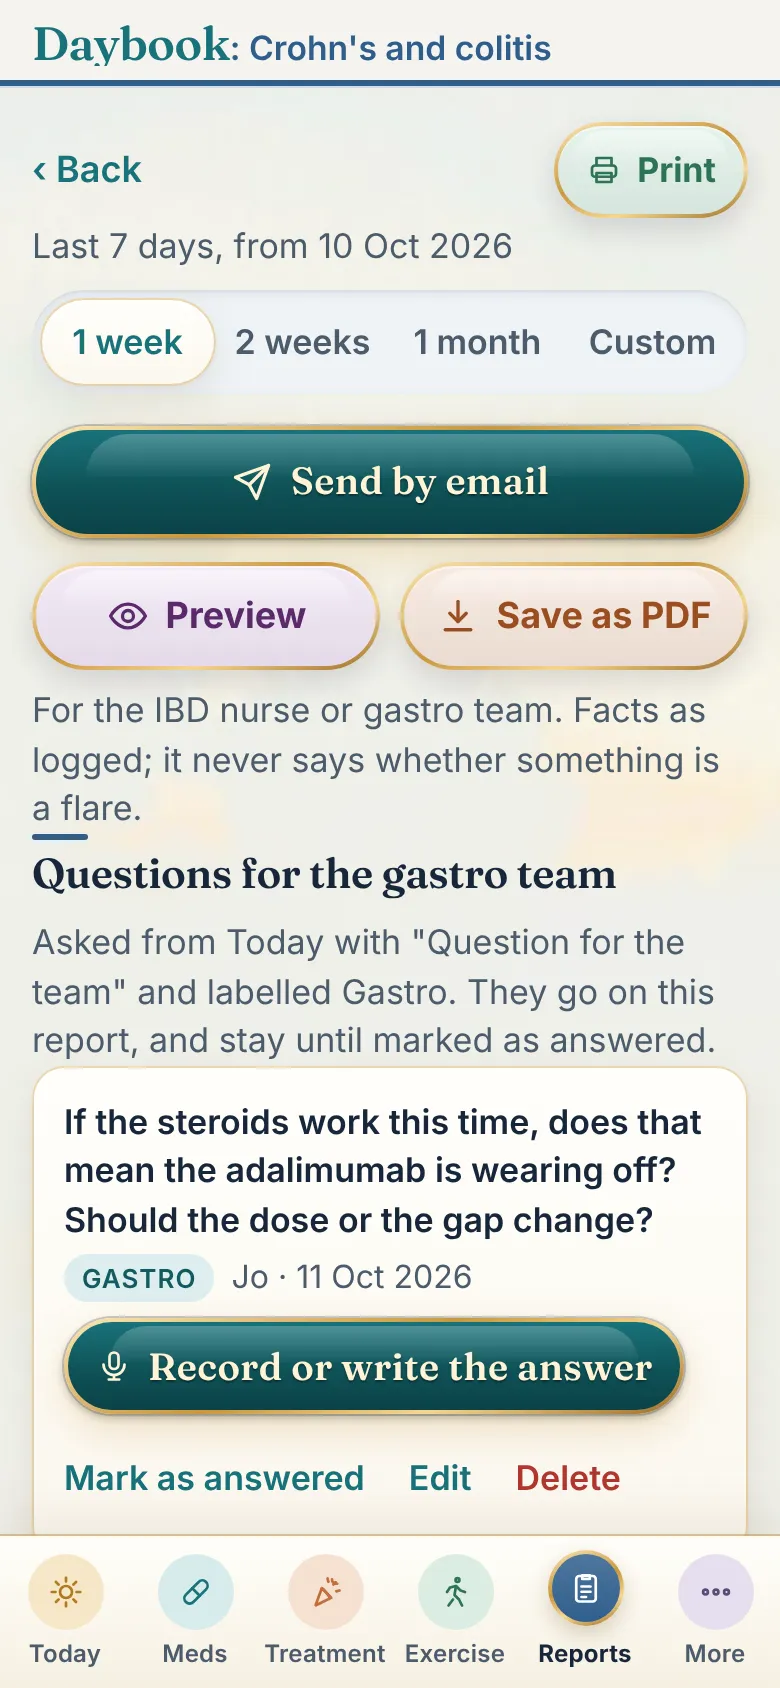 Daybook: Crohn's and colitis
‹ Back
Print
Last 7 days, from 10 Oct 2026
1 week
2 weeks
1 month
Custom
Send by email
Preview
Save as PDF
For the IBD nurse or gastro team. Facts as
logged; it never says whether something is
a flare.
Questions for the gastro team
Asked from Today with "Question for the
team" and labelled Gastro. They go on this
report, and stay until marked as answered.
If the steroids work this time, does that
mean the adalimumab is wearing off?
Should the dose or the gap change?
GASTRO Jo · 11 Oct 2026
Record or write the answer
Mark as answered
Edit
Delete
Today
Meds
Treatment
Exercise
Reports
More